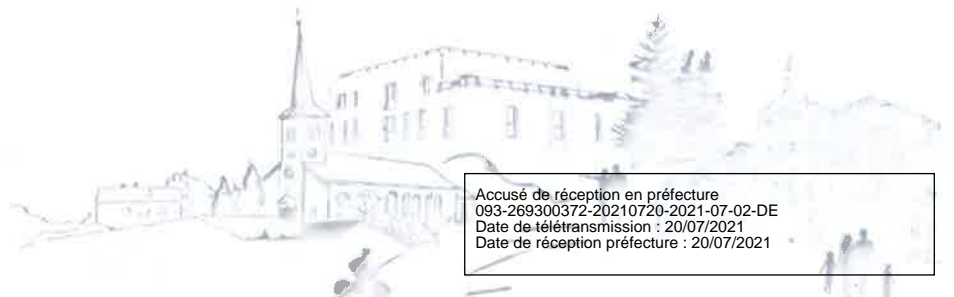 Accusé de réception en préfecture
093-269300372-20210720-2021-07-02-DE
Date de télétransmission : 20/07/2021
Date de réception préfecture : 20/07/2021